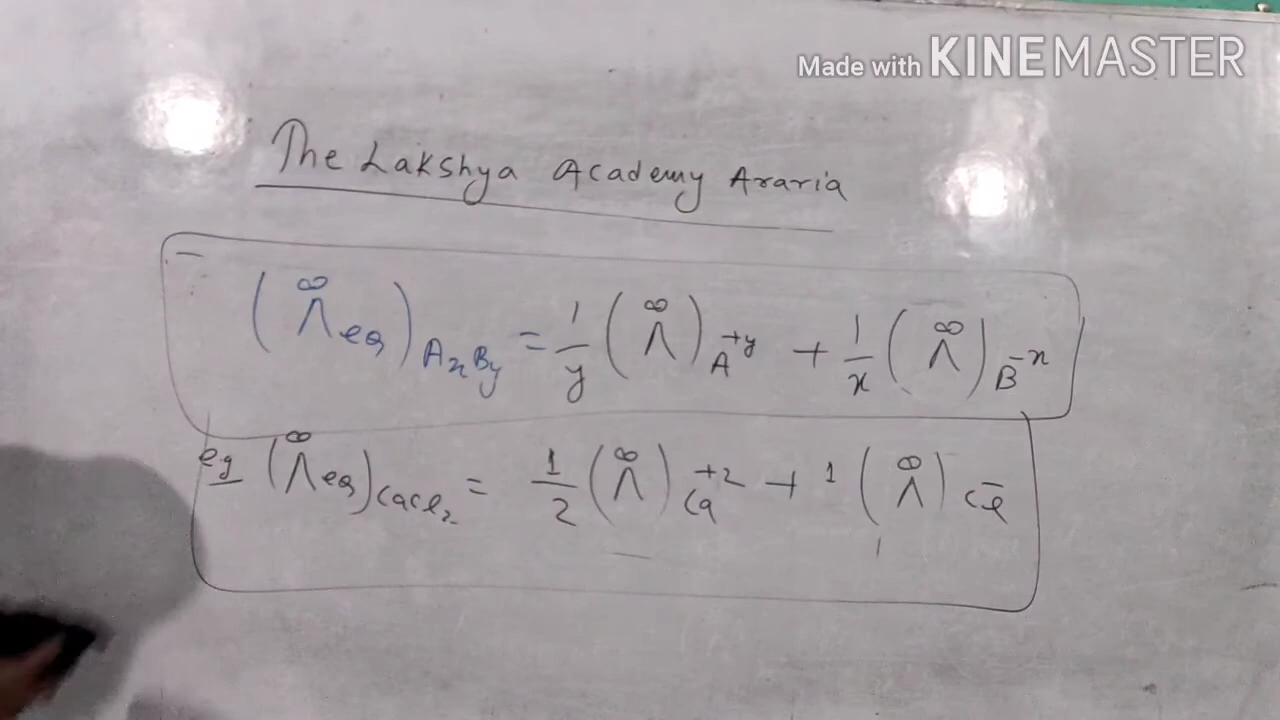 Made with KINEMASTER
The Lakshya Academy Araria
(Λ∞eq)AxBy = 1/y (Λ∞)A+y + 1/x (Λ∞)B-x
eg (Λ∞eq)CaCl2 = 1/2 (Λ∞)Ca+2 + 1 (Λ∞)Cl-